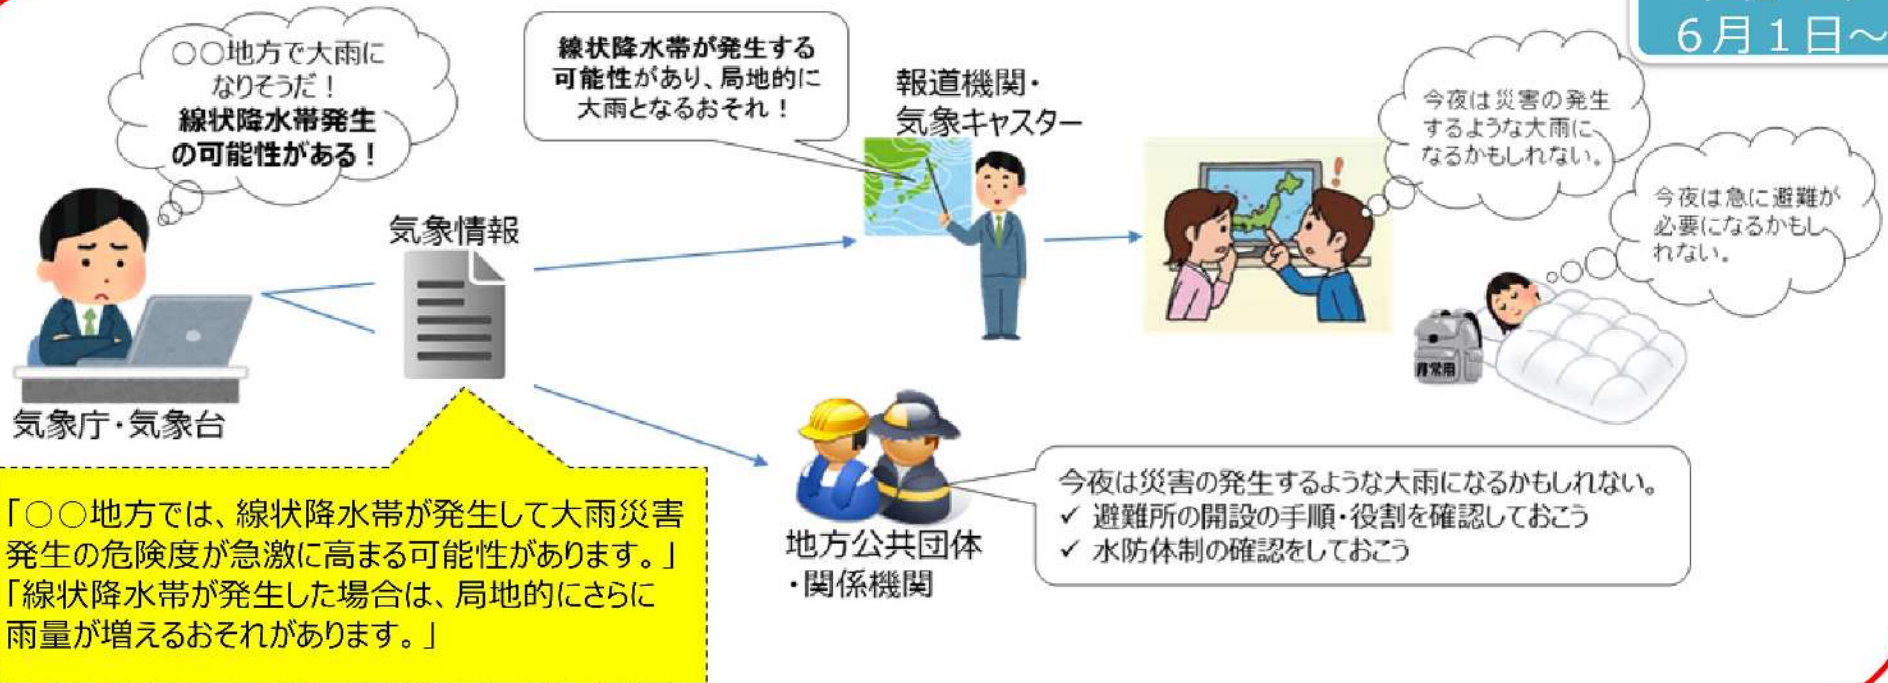 6月1日~
○○地方で大雨に
なりそうだ!
線状降水帯発生
の可能性がある!
線状降水帯が発生する
可能性があり、局地的に
大雨となるおそれ!
報道機関・
気象キャスター
今夜は災害の発生
するような大雨に
なるかもしれない。
今夜は急に避難が
必要になるかもし
れない。
気象情報
非常用
気象庁・気象台
「○○地方では、線状降水帯が発生して大雨災害
発生の危険度が急激に高まる可能性があります。」
「線状降水帯が発生した場合は、局地的にさらに
雨量が増えるおそれがあります。」
地方公共団体
・関係機関
今夜は災害の発生するような大雨になるかもしれない。
✓ 避難所の開設の手順・役割を確認しておこう
✓ 水防体制の確認をしておこう